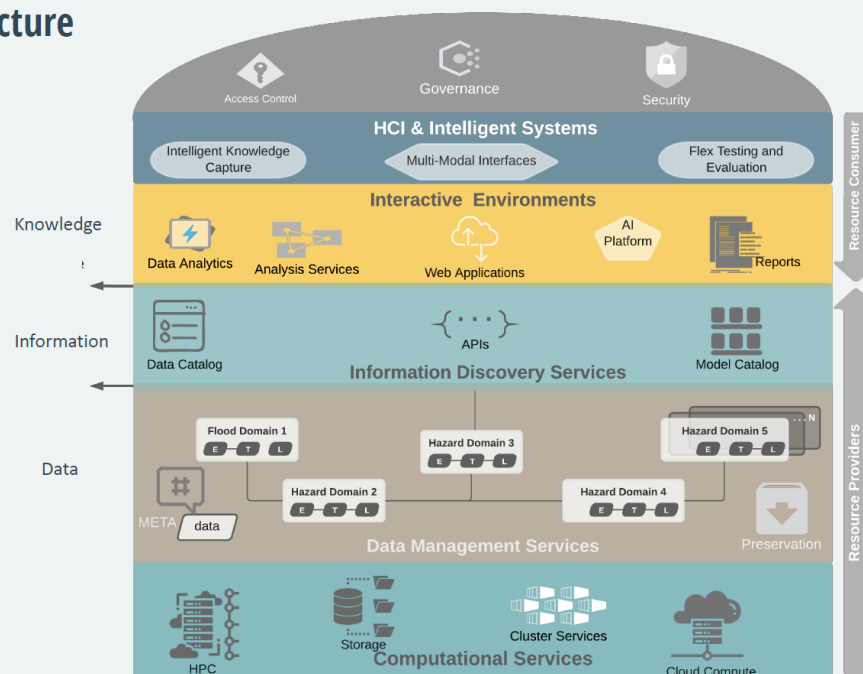 cture
Access Control
Governance
Security
HCI & Intelligent Systems
Intelligent Knowledge
Capture
Multi-Modal Interfaces
Flex Testing and
Evaluation
Resource Consumer
Interactive Environments
Knowledge
Data Analytics
Analysis Services
Web Applications
AI
Platform
Reports
Information
Data Catalog
{···}
APIs
Model Catalog
Information Discovery Services
Data
Flood Domain 1
E T L
Hazard Domain 2
E T L
Hazard Domain 3
E T L
Hazard Domain 4
E T L
Hazard Domain 5
E T L
...N
#
META
data
Preservation
Data Management Services
Resource Providers
HPC
Storage
Cluster Services
Cloud Compute
Computational Services